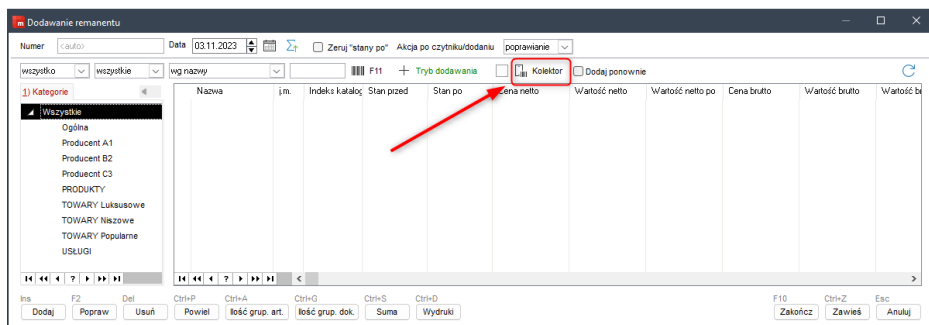 m Dodawanie remanentu
Numer <auto> Data 03.11.2023 Zeruj "stany po" Akcja po czytniku/dodaniu poprawianie
wszystko wszystkie wg nazwy F11 Tryb dodawania Kolektor Dodaj ponownie
1) Kategorie Nazwa j.m. Indeks katalog Stan przed Stan po Cena netto Wartość netto Wartość netto po Cena brutto Wartość brutto Wartość br
Wszystkie
Ogólna
Producent A1
Producent B2
Produecnt C3
PRODUKTY
TOWARY Luksusowe
TOWARY Niszowe
TOWARY Popularne
USŁUGI
? ?
Ins F2 Del Ctrl+P Ctrl+A Ctrl+G Ctrl+S Ctrl+D F10 Ctrl+Z Esc
Dodaj Popraw Usuń Powiel Ilość grup. art. Ilość grup. dok. Suma Wydruki Zakończ Zawieś Anuluj